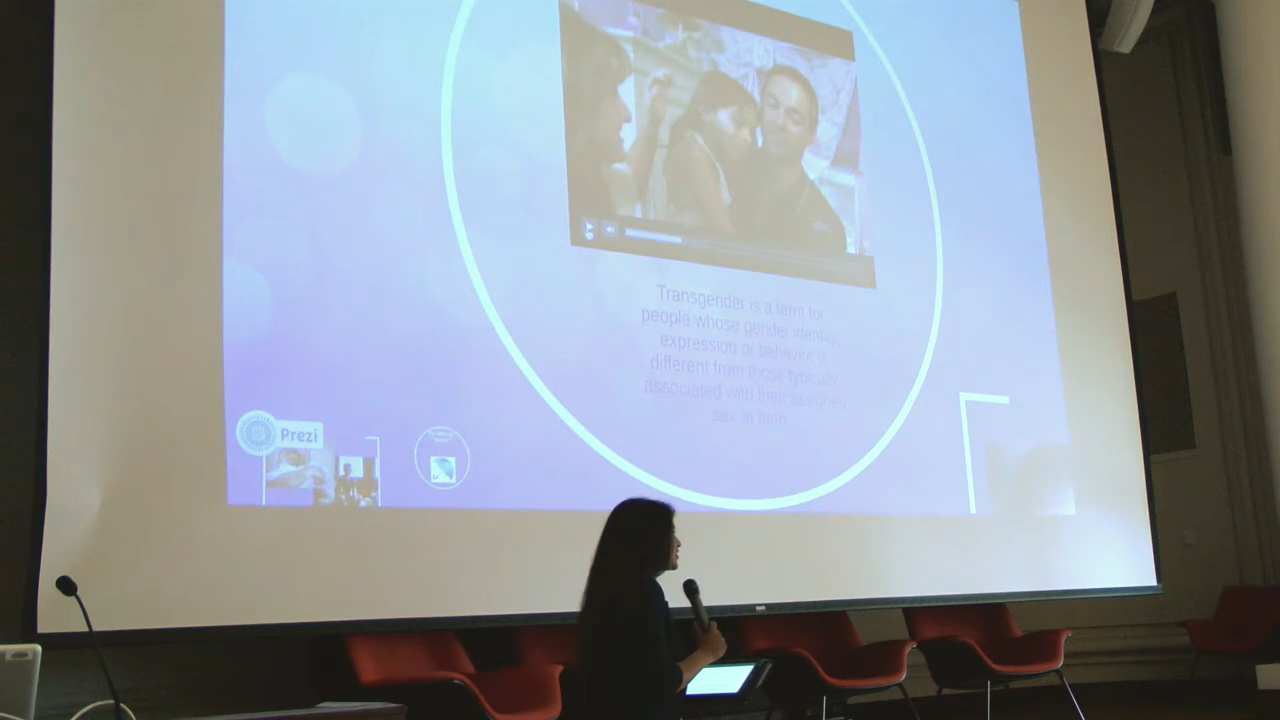 Transgender is a term for
people whose gender identity,
expression or behavior is
different from those typically
associated with their assigned
sex at birth
Prezi